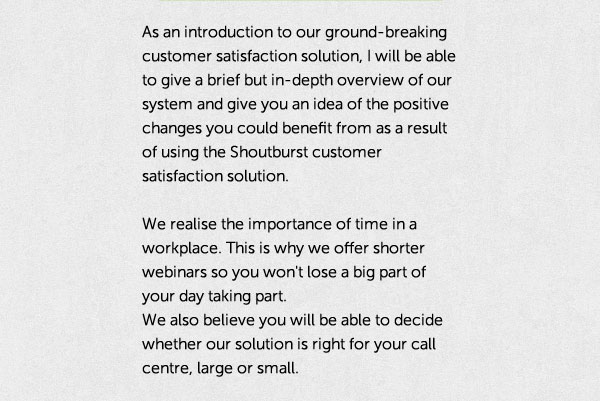 As an introduction to our ground-breaking
customer satisfaction solution, I will be able
to give a brief but in-depth overview of our
system and give you an idea of the positive
changes you could benefit from as a result
of using the Shoutburst customer
satisfaction solution.
We realise the importance of time in a
workplace. This is why we offer shorter
webinars so you won't lose a big part of
your day taking part.
We also believe you will be able to decide
whether our solution is right for your call
centre, large or small.